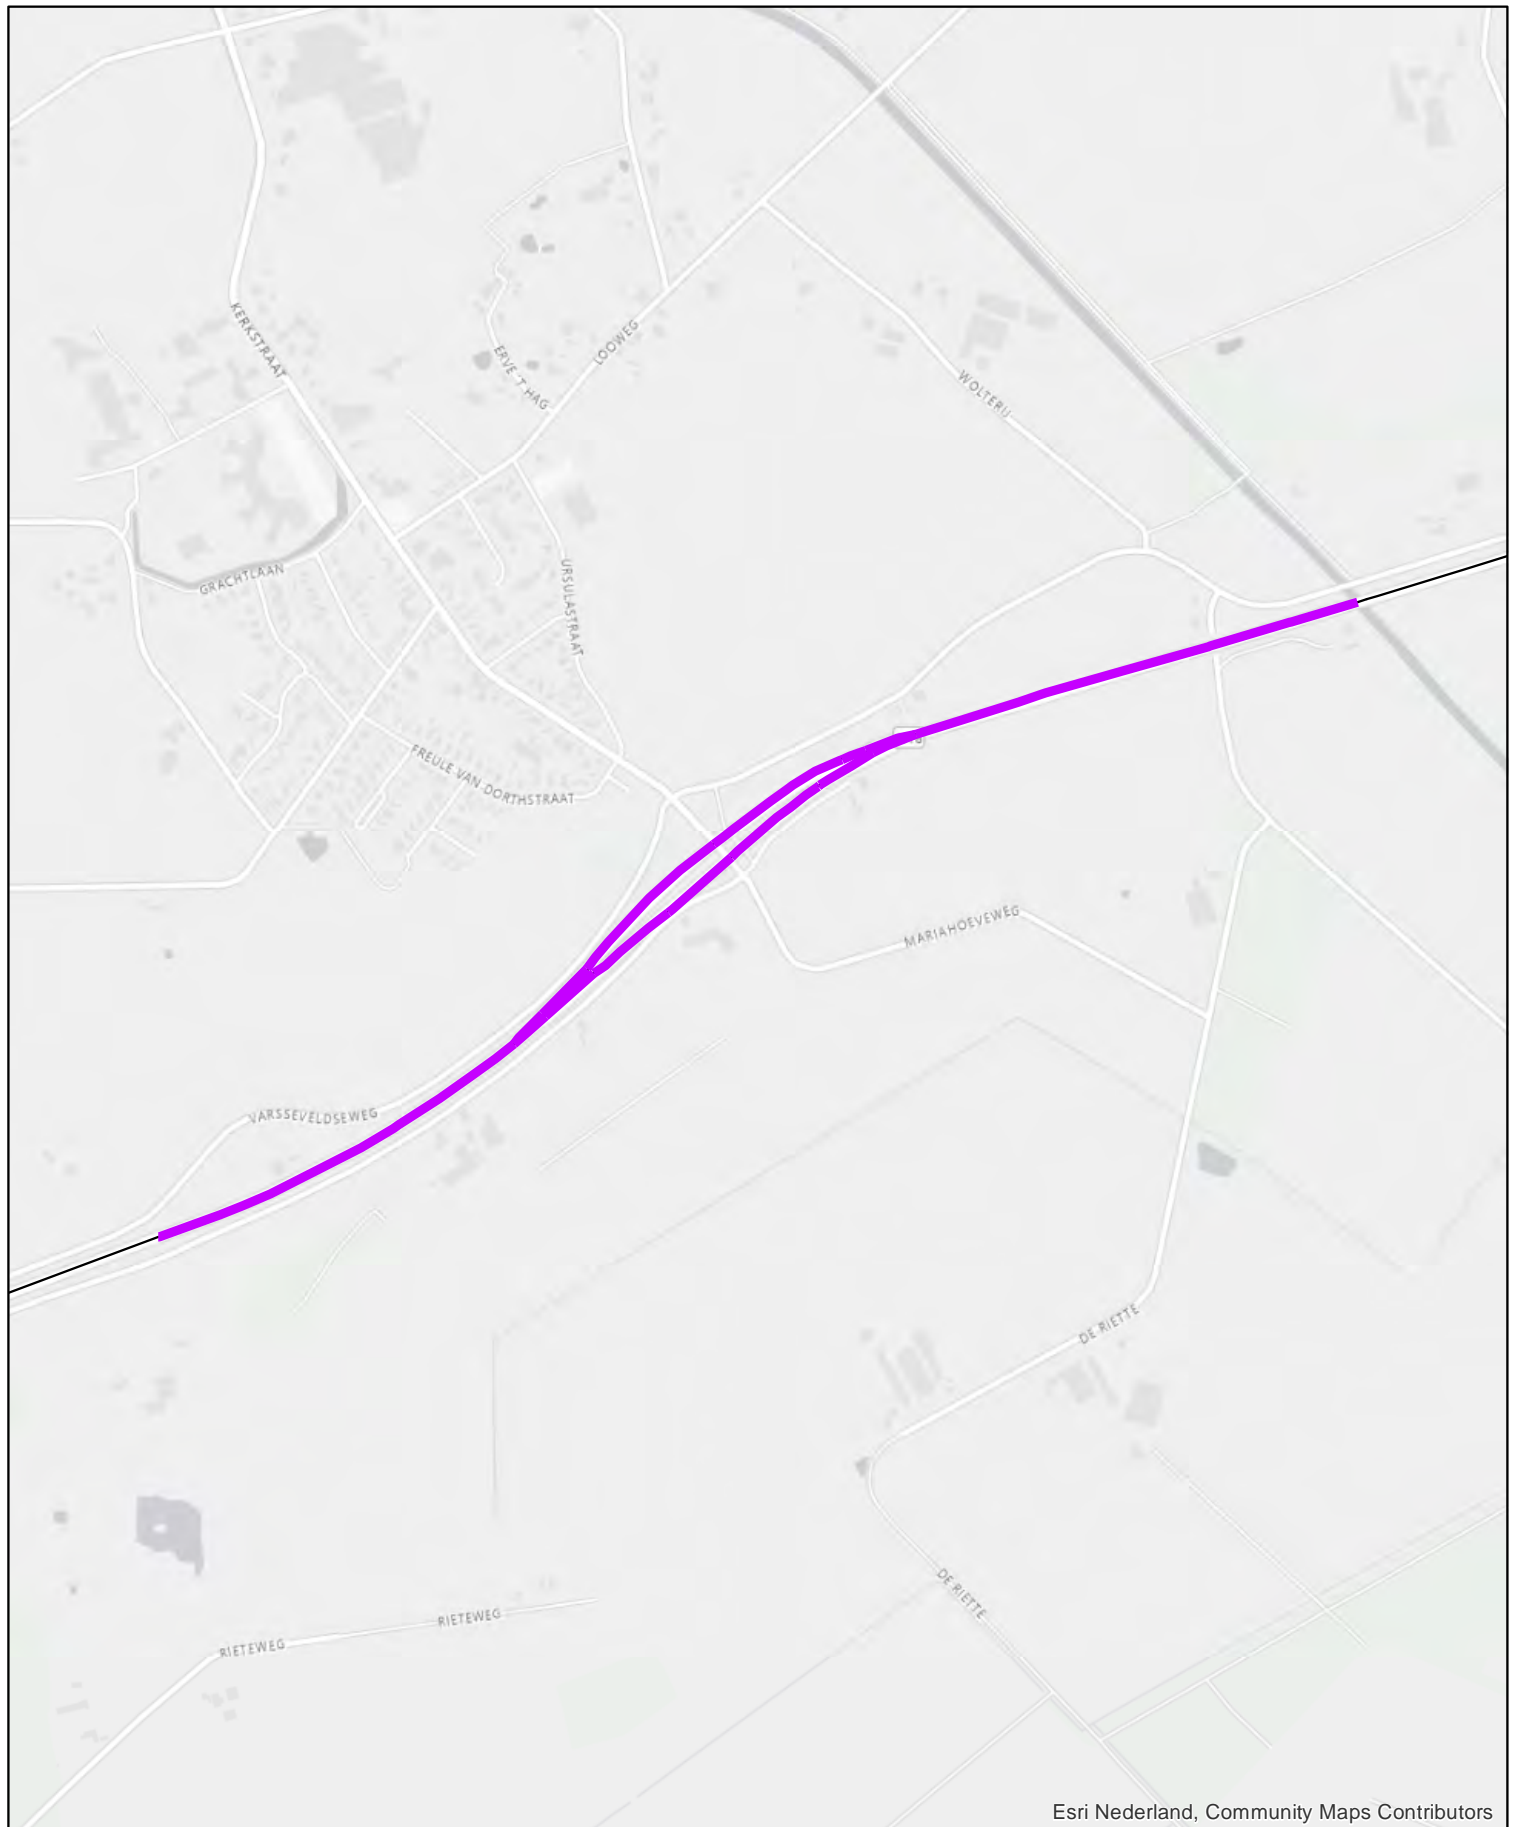 KERKSTRAAT
LOOWEG
ERVE 'T HAG
WOLTERIJ
GRACHTLAAN
URSULASTRAAT
FREULE VAN DORTHSTRAAT
MARIAHOEVEWEG
VARSSEVELDSEWEG
DE RIETTE
DE RIETTE
RIETEWEG
RIETEWEG
Esri Nederland, Community Maps Contributors